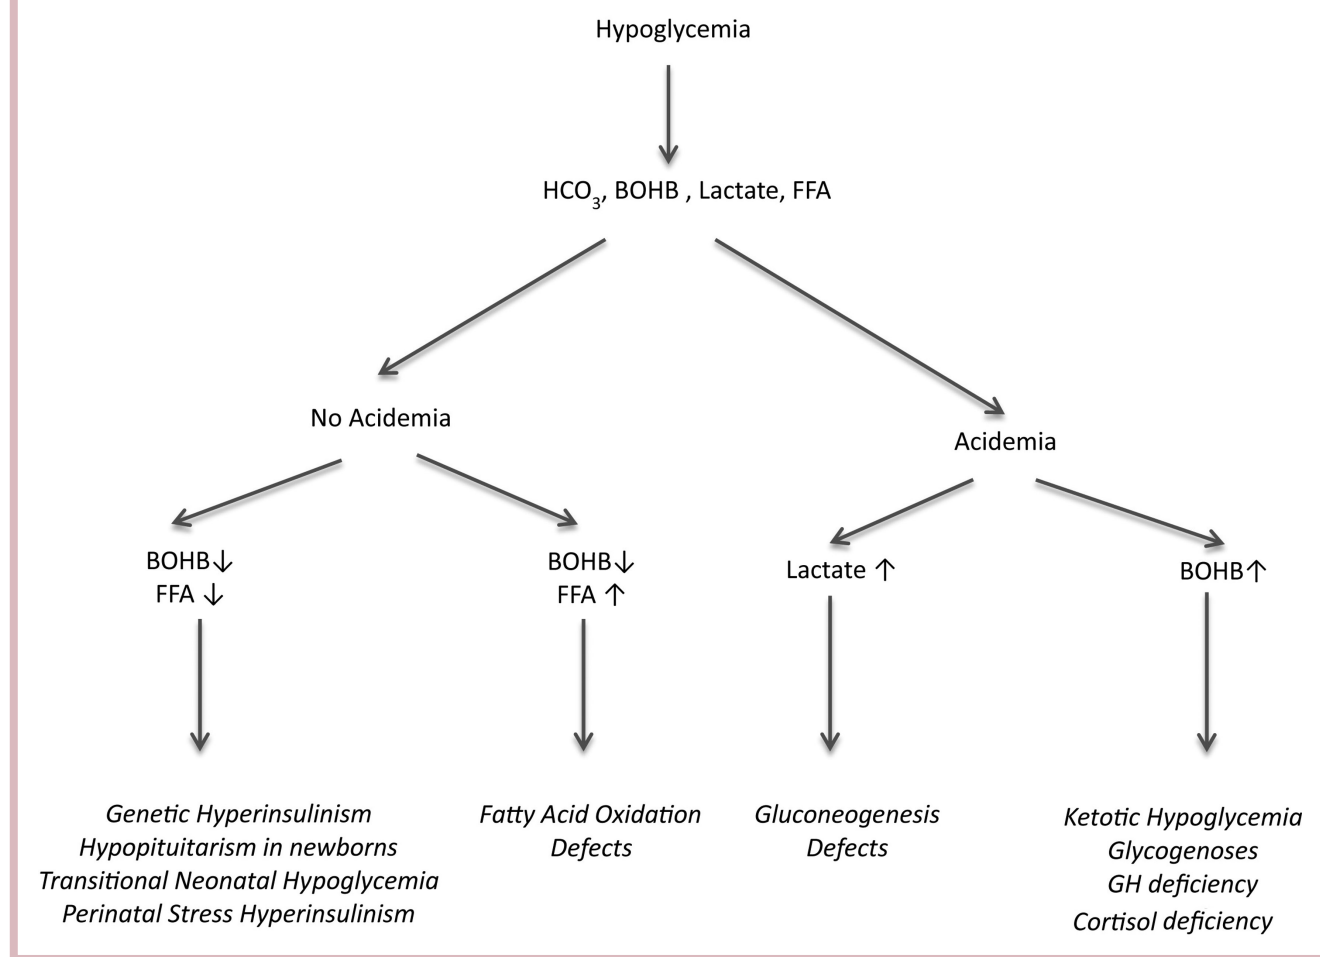 Hypoglycemia
HCO₃, BOHB , Lactate, FFA
No Acidemia
Acidemia
BOHB↓
FFA ↓
BOHB↓
FFA ↑
Lactate ↑
BOHB↑
Genetic Hyperinsulinism
Hypopituitarism in newborns
Transitional Neonatal Hypoglycemia
Perinatal Stress Hyperinsulinism
Fatty Acid Oxidation
Defects
Gluconeogenesis
Defects
Ketotic Hypoglycemia
Glycogenoses
GH deficiency
Cortisol deficiency